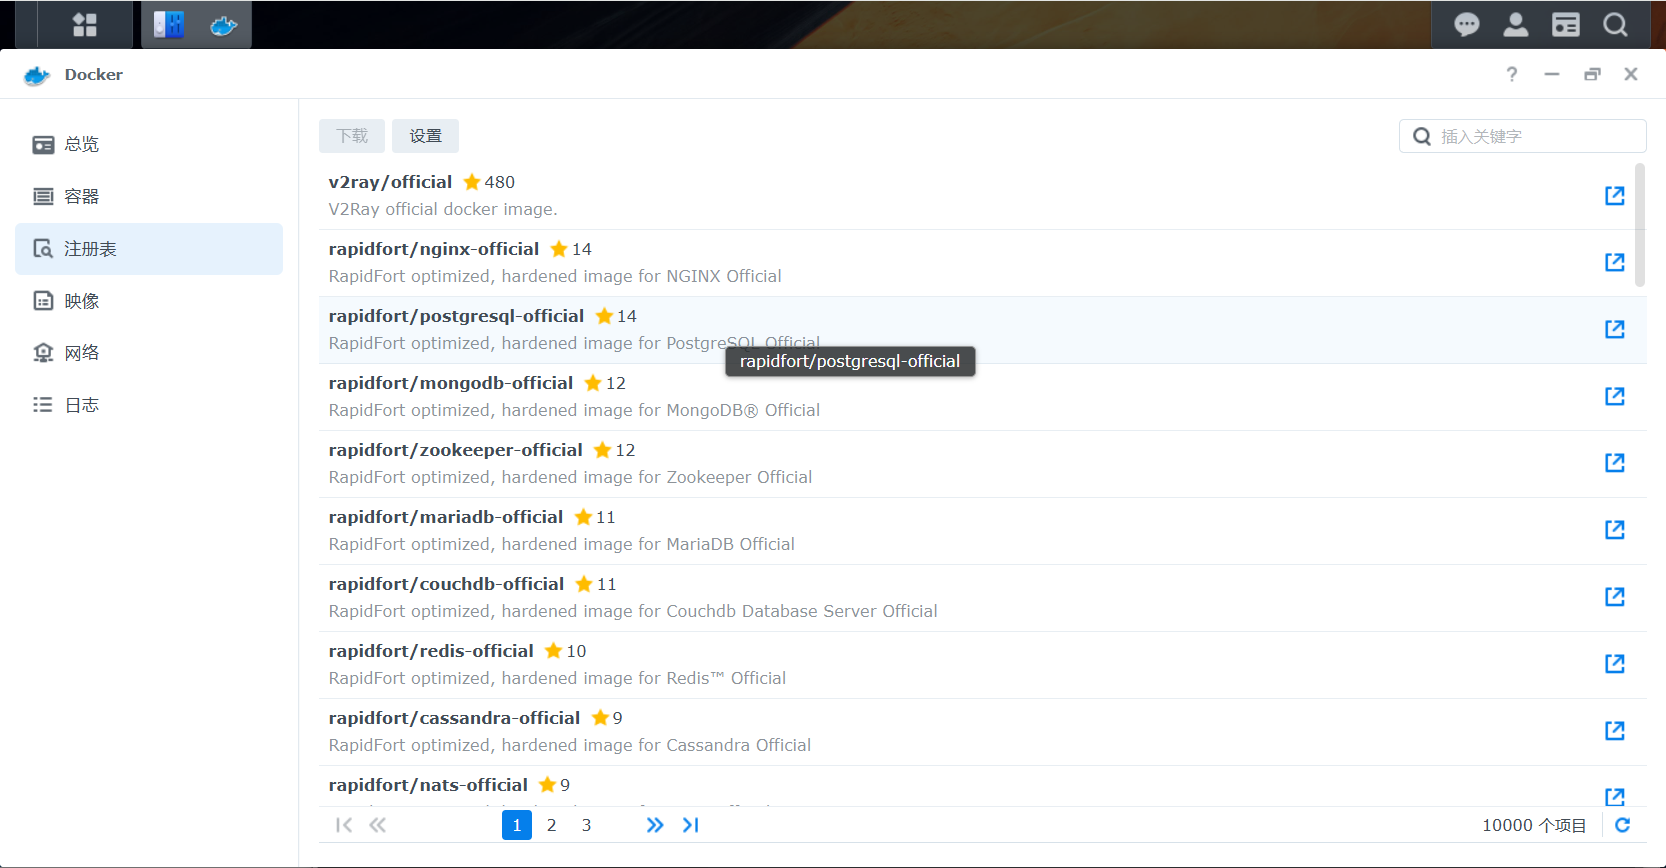 Docker
总览
容器
注册表
映像
网络
日志
下载 设置 插入关键字
v2ray/official 480
V2Ray official docker image.
rapidfort/nginx-official 14
RapidFort optimized, hardened image for NGINX Official
rapidfort/postgresql-official 14
RapidFort optimized, hardened image for PostgreSQL Official
rapidfort/postgresql-official
rapidfort/mongodb-official 12
RapidFort optimized, hardened image for MongoDB® Official
rapidfort/zookeeper-official 12
RapidFort optimized, hardened image for Zookeeper Official
rapidfort/mariadb-official 11
RapidFort optimized, hardened image for MariaDB Official
rapidfort/couchdb-official 11
RapidFort optimized, hardened image for Couchdb Database Server Official
rapidfort/redis-official 10
RapidFort optimized, hardened image for Redis™ Official
rapidfort/cassandra-official 9
RapidFort optimized, hardened image for Cassandra Official
rapidfort/nats-official 9
1 2 3 10000 个项目